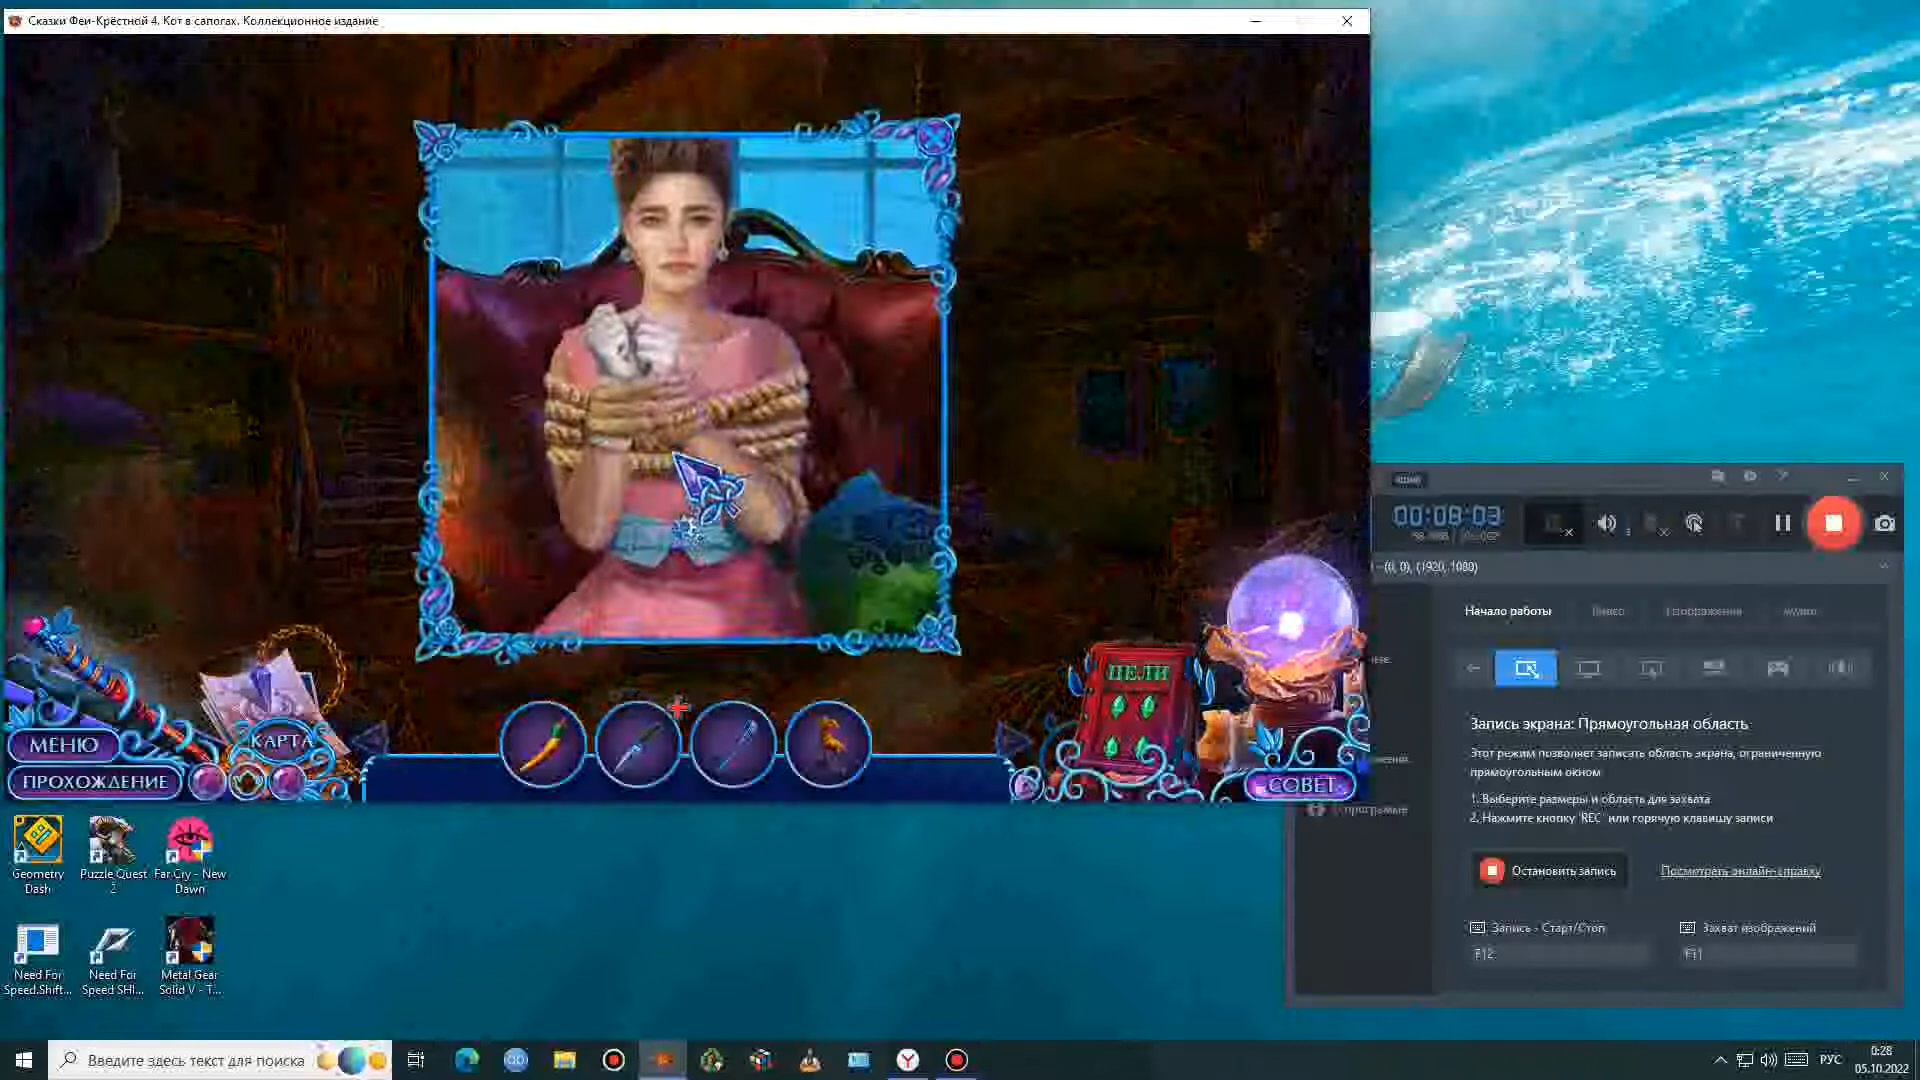 Сказки Феи-Крёстной 4. Кот в сапогах. Коллекционное издание
ЦЕЛИ
МЕНЮ
КАРТА
ПРОХОЖДЕНИЕ
СОВЕТ
00:08:03
(0, 0), (1920, 1080)
Начало работы
Видео
Изображения
Аудио
Запись экрана: Прямоугольная область
Этот режим позволяет записать область экрана, ограниченную
прямоугольным окном
1. Выберите размеры и область для захвата
2. Нажмите кнопку 'REC' или горячую клавишу записи
Остановить запись
Посмотреть онлайн-справку
Запись - Старт/Стоп
Захват изображений
F12
F11
Geometry
Dash
Puzzle Quest
2
Far Cry - New
Dawn
Need For
Speed.Shift...
Need For
Speed SHI...
Metal Gear
Solid V - T...
Введите здесь текст для поиска
РУС
0:28
05.10.2022